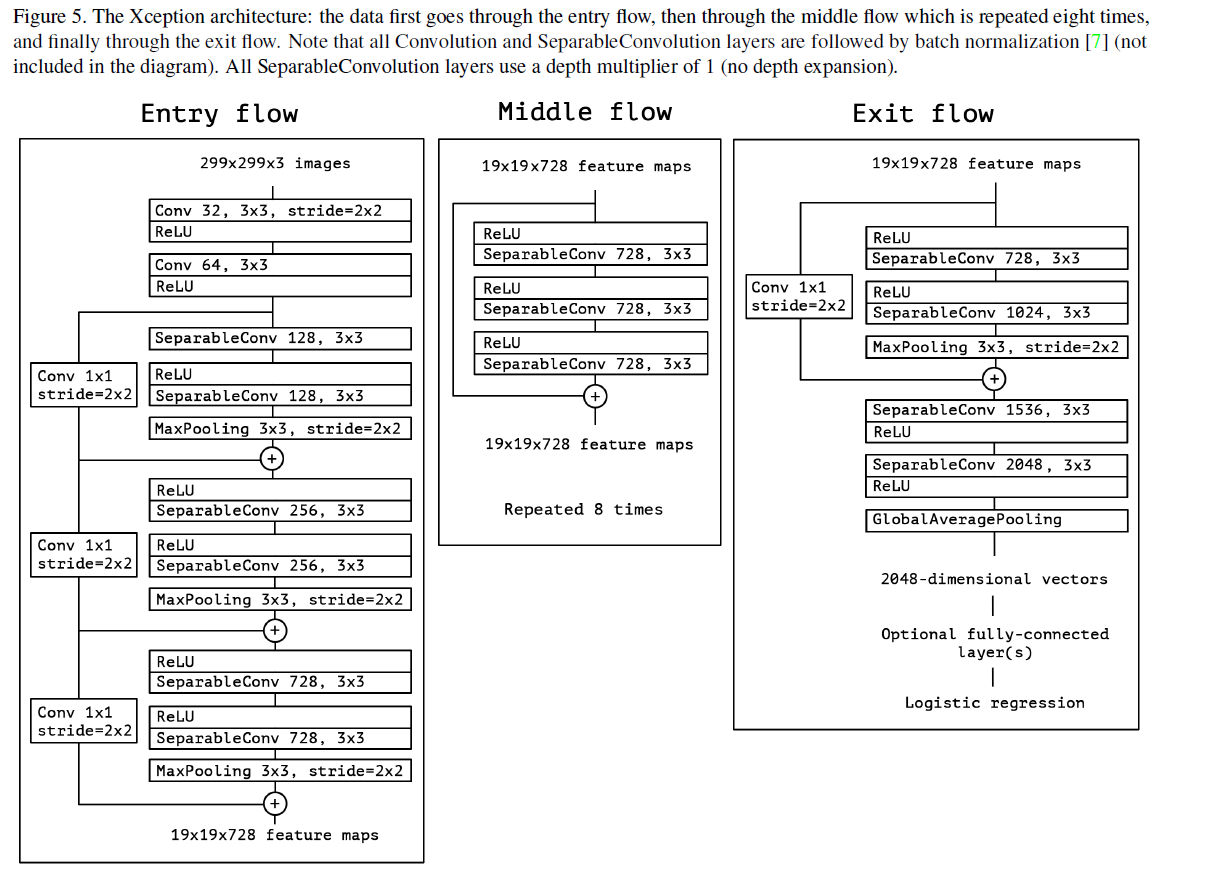 Figure 5. The Xception architecture: the data first goes through the entry flow, then through the middle flow which is repeated eight times,
and finally through the exit flow. Note that all Convolution and SeparableConvolution layers are followed by batch normalization [7] (not
included in the diagram). All SeparableConvolution layers use a depth multiplier of 1 (no depth expansion).
Entry flow
299x299x3 images
Conv 32, 3x3, stride=2x2
ReLU
Conv 64, 3x3
ReLU
SeparableConv 128, 3x3
Conv 1x1
stride=2x2
ReLU
SeparableConv 128, 3x3
MaxPooling 3x3, stride=2x2
+
ReLU
SeparableConv 256, 3x3
Conv 1x1
stride=2x2
ReLU
SeparableConv 256, 3x3
MaxPooling 3x3, stride=2x2
+
ReLU
SeparableConv 728, 3x3
Conv 1x1
stride=2x2
ReLU
SeparableConv 728, 3x3
MaxPooling 3x3, stride=2x2
+
19x19x728 feature maps
Middle flow
19x19x728 feature maps
ReLU
SeparableConv 728, 3x3
ReLU
SeparableConv 728, 3x3
ReLU
SeparableConv 728, 3x3
+
19x19x728 feature maps
Repeated 8 times
Exit flow
19x19x728 feature maps
ReLU
SeparableConv 728, 3x3
Conv 1x1
stride=2x2
ReLU
SeparableConv 1024, 3x3
MaxPooling 3x3, stride=2x2
+
SeparableConv 1536, 3x3
ReLU
SeparableConv 2048, 3x3
ReLU
GlobalAveragePooling
2048-dimensional vectors
Optional fully-connected
layer(s)
Logistic regression